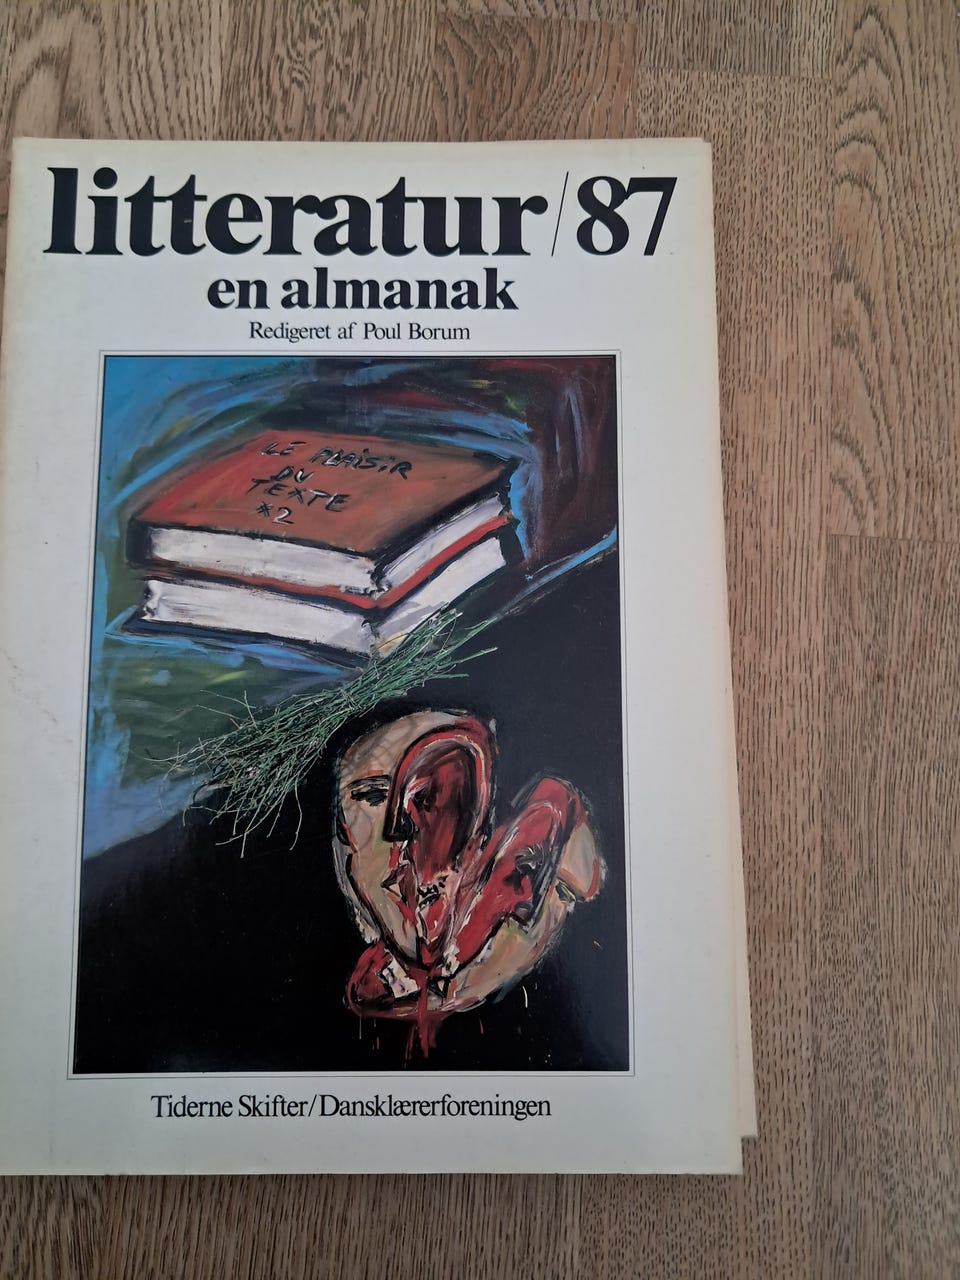 litteratur/87
en almanak
Redigeret af Poul Borum
LE PLAISIR
DU
TEXTE
*2
Tiderne Skifter/Dansklærerforeningen